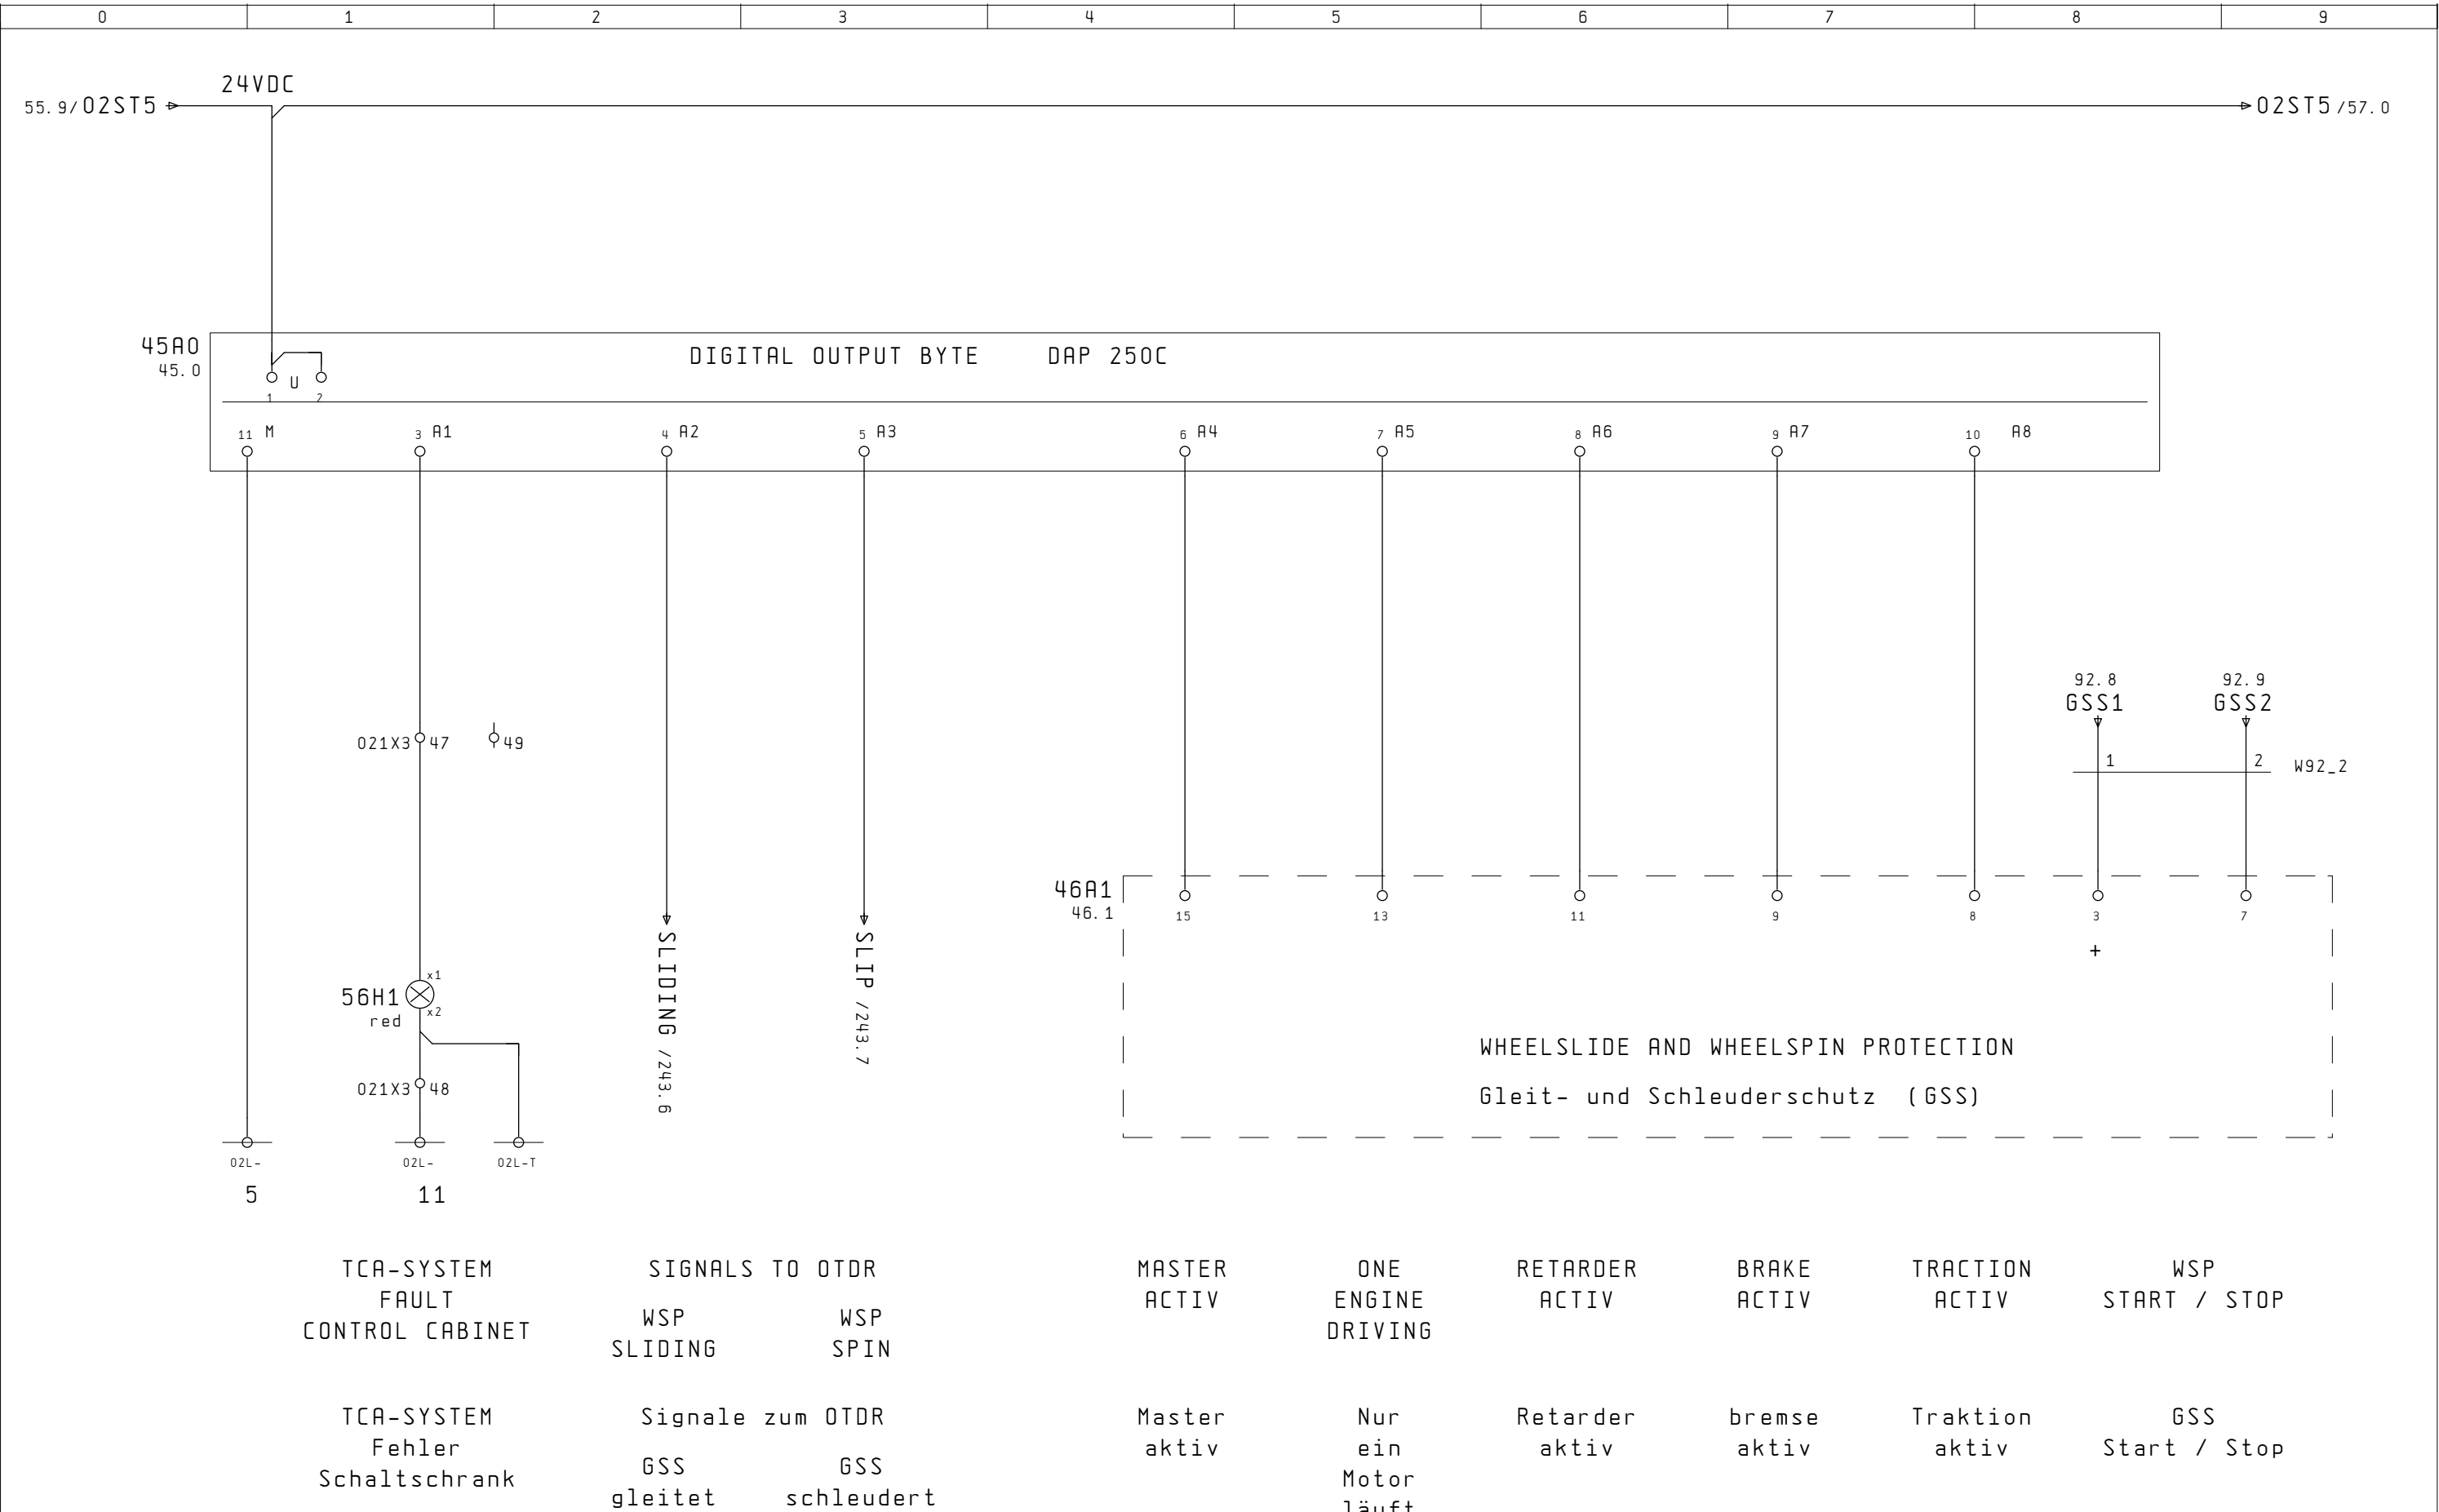 0 1 2 3 4 5 6 7 8 9
24VDC
55.9/02ST5
02ST5/57.0
45A0
45.0
DIGITAL OUTPUT BYTE DAP 250C
U
1 2
11 M
3 A1
4 A2
5 A3
6 A4
7 A5
8 A6
9 A7
10 A8
92.8
GSS1
92.9
GSS2
021X3 47
49
1
2
W92_2
46A1
46.1
15
13
11
9
8
3
7
+
SLIDING /243.6
SLIP /243.7
x1
56H1
x2
red
WHEELSLIDE AND WHEELSPIN PROTECTION
Gleit- und Schleuderschutz (GSS)
021X3 48
02L-
02L-
02L-T
5
11
TCA-SYSTEM
FAULT
CONTROL CABINET
SIGNALS TO OTDR
WSP
SLIDING
WSP
SPIN
MASTER
ACTIV
ONE
ENGINE
DRIVING
RETARDER
ACTIV
BRAKE
ACTIV
TRACTION
ACTIV
WSP
START / STOP
TCA-SYSTEM
Fehler
Schaltschrank
Signale zum OTDR
GSS
gleitet
GSS
schleudert
Master
aktiv
Nur
ein
Motor
läuft
Retarder
aktiv
bremse
aktiv
Traktion
aktiv
GSS
Start / Stop